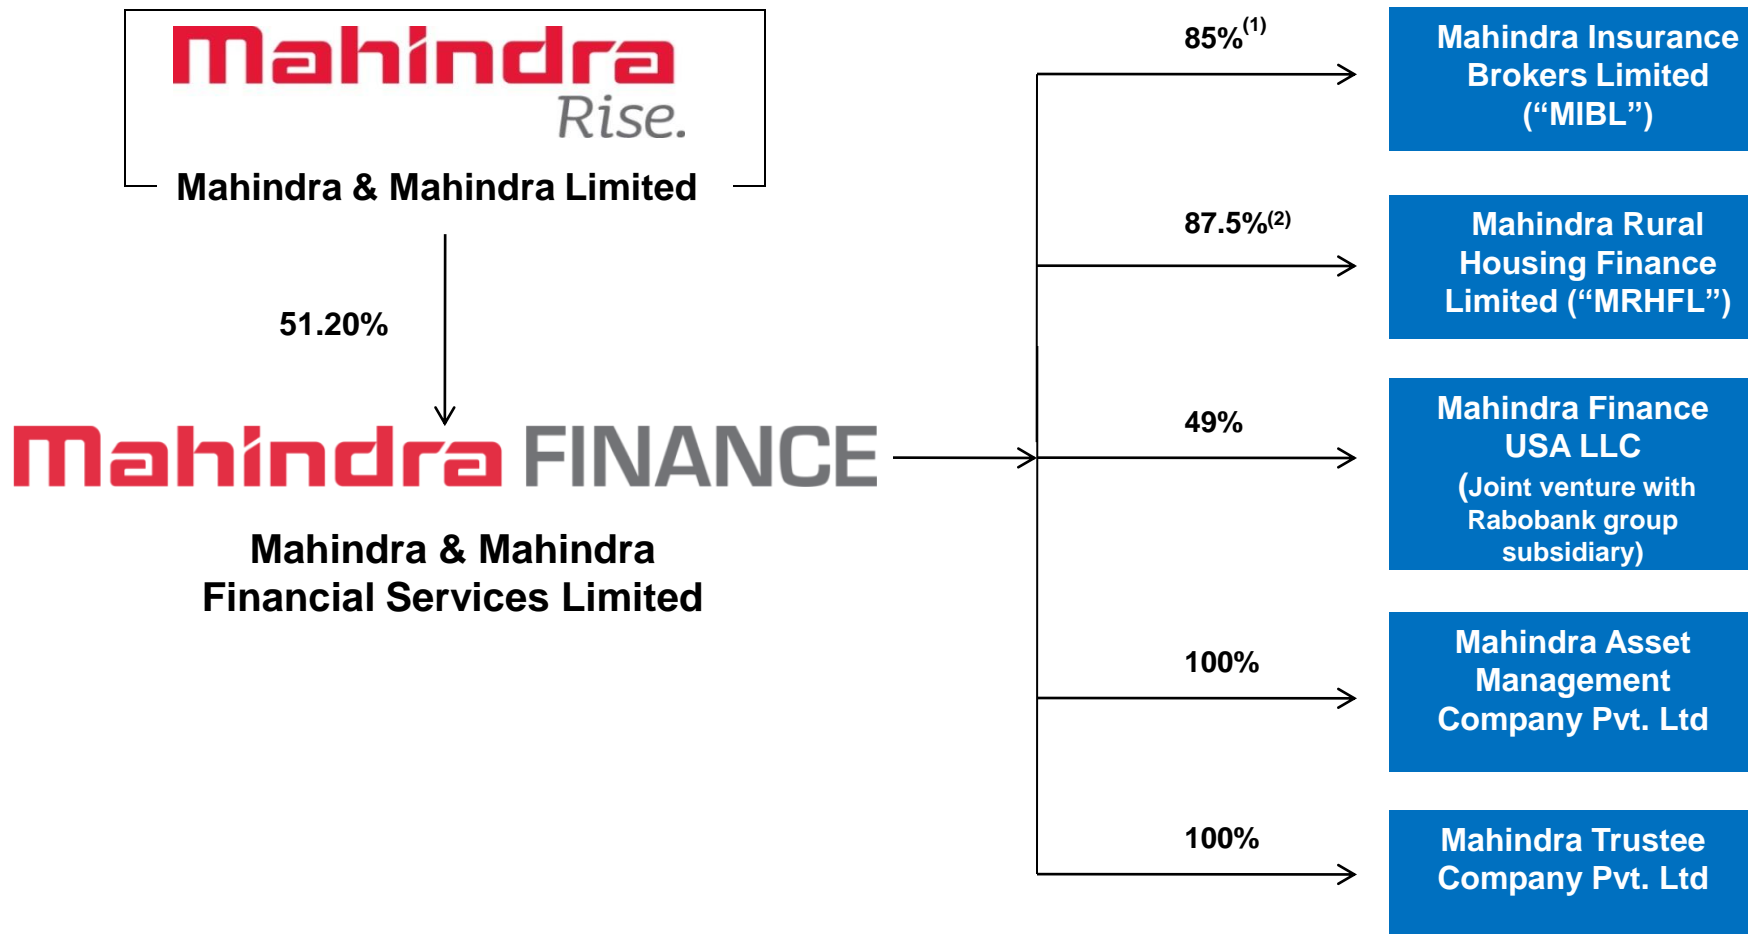 Mahindra
Rise.
Mahindra & Mahindra Limited
51.20%
Mahindra FINANCE
Mahindra & Mahindra
Financial Services Limited
85%(1)
Mahindra Insurance
Brokers Limited
(“MIBL”)
87.5%(2)
Mahindra Rural
Housing Finance
Limited (“MRHFL”)
49%
Mahindra Finance
USA LLC
(Joint venture with
Rabobank group
subsidiary)
100%
Mahindra Asset
Management
Company Pvt. Ltd
100%
Mahindra Trustee
Company Pvt. Ltd